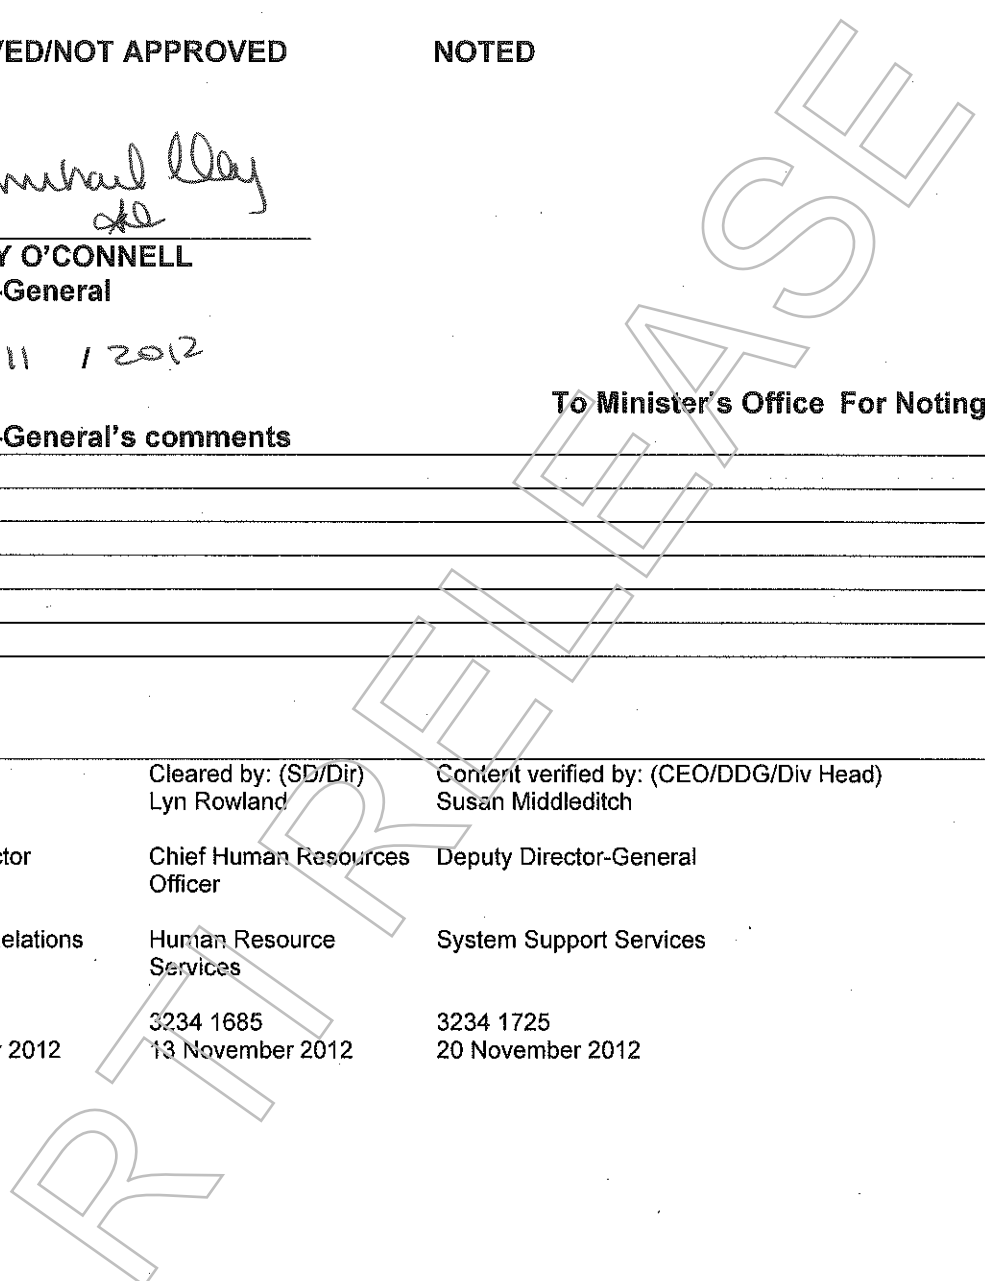 VED/NOT APPROVED NOTED
Y O'CONNELL
-General
11 / 2012
To Minister's Office For Noting
-General's comments
Cleared by: (SD/Dir) Content verified by: (CEO/DDG/Div Head)
Lyn Rowland Susan Middleditch
ctor Chief Human Resources Deputy Director-General
Officer
elations Human Resource System Support Services
Services
3234 1685 3234 1725
2012 13 November 2012 20 November 2012
RTI RELEASE